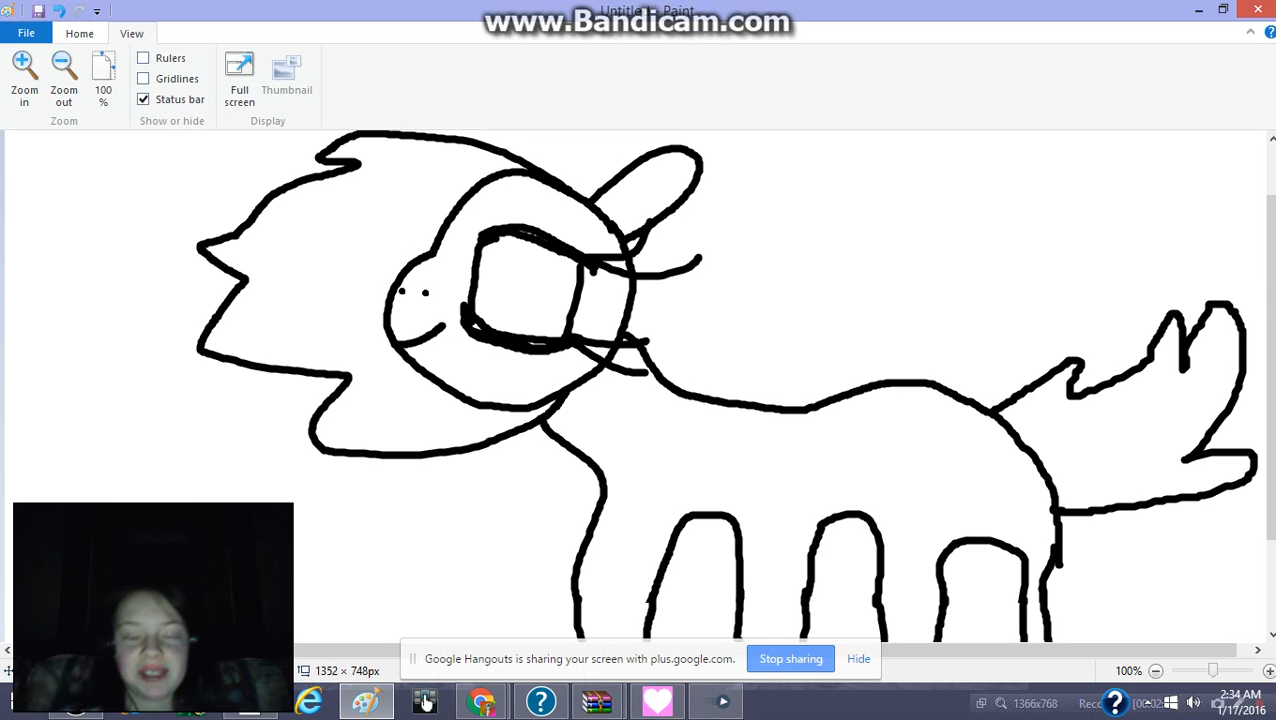 Untitled - Paint
www.Bandicam.com
File
Home
View
Rulers
Gridlines
Status bar
Zoom in
Zoom out
100 %
Full screen
Thumbnail
Zoom
Show or hide
Display
Google Hangouts is sharing your screen with plus.google.com.
Stop sharing
Hide
1352 × 748px
100%
1366x768
2:34 AM
1/17/2016